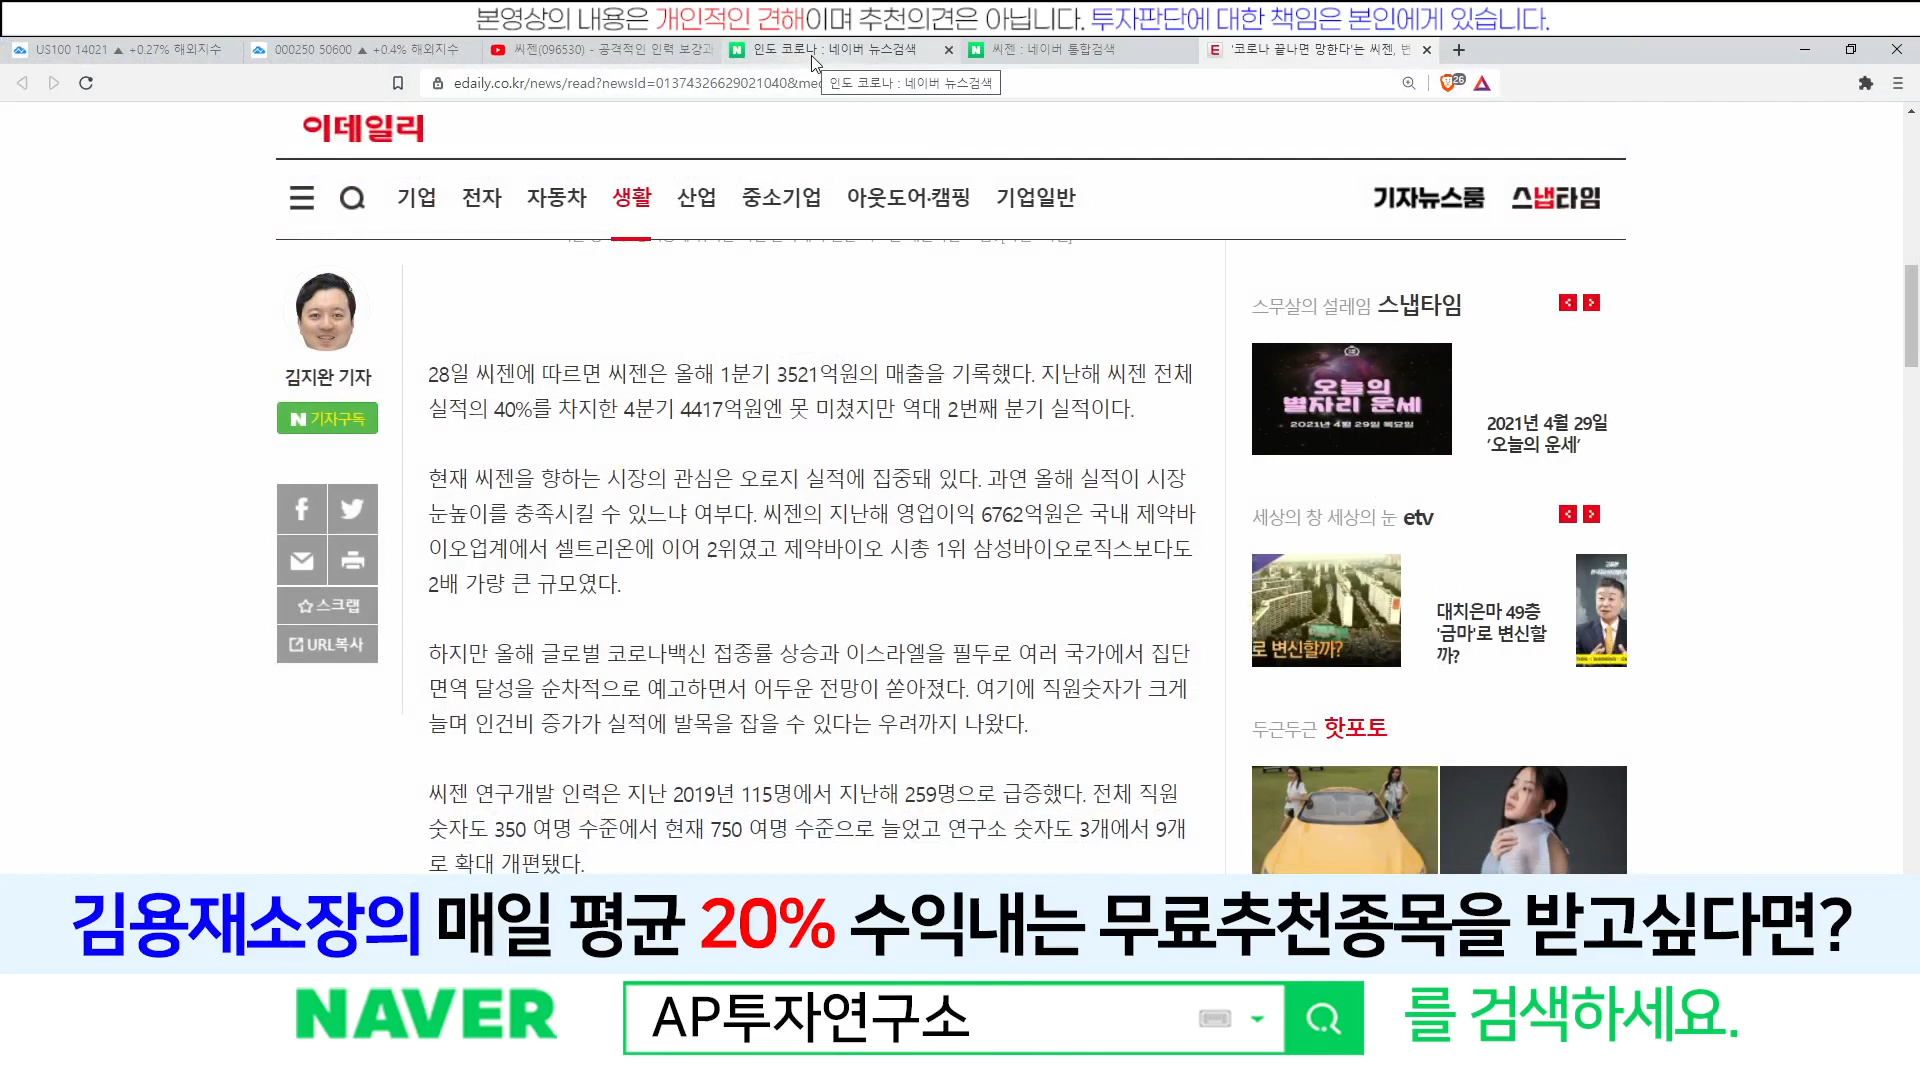 본영상의 내용은 개인적인 견해이며 추천의견은 아닙니다. 투자판단에 대한 책임은 본인에게 있습니다.
US100 14021 ▲ +0.27% 해외지수
000250 50600 ▲ +0.4% 해외지수
씨젠(096530) - 공격적인 인력 보강과
인도 코로나 : 네이버 뉴스검색
씨젠 : 네이버 통합검색
'코로나 끝나면 망한다'는 씨젠, 반
edaily.co.kr/news/read?newsId=01374326629021040&med
인도 코로나 : 네이버 뉴스검색
26
이데일리
기업 전자 자동차 생활 산업 중소기업 아웃도어·캠핑 기업일반
기자뉴스룸 스냅타임
김지완 기자
N 기자구독
스크랩
URL복사
28일 씨젠에 따르면 씨젠은 올해 1분기 3521억원의 매출을 기록했다. 지난해 씨젠 전체
실적의 40%를 차지한 4분기 4417억원엔 못 미쳤지만 역대 2번째 분기 실적이다.
현재 씨젠을 향하는 시장의 관심은 오로지 실적에 집중돼 있다. 과연 올해 실적이 시장
눈높이를 충족시킬 수 있느냐 여부다. 씨젠의 지난해 영업이익 6762억원은 국내 제약바
이오업계에서 셀트리온에 이어 2위였고 제약바이오 시총 1위 삼성바이오로직스보다도
2배 가량 큰 규모였다.
하지만 올해 글로벌 코로나백신 접종률 상승과 이스라엘을 필두로 여러 국가에서 집단
면역 달성을 순차적으로 예고하면서 어두운 전망이 쏟아졌다. 여기에 직원숫자가 크게
늘며 인건비 증가가 실적에 발목을 잡을 수 있다는 우려까지 나왔다.
씨젠 연구개발 인력은 지난 2019년 115명에서 지난해 259명으로 급증했다. 전체 직원
숫자도 350 여명 수준에서 현재 750 여명 수준으로 늘었고 연구소 숫자도 3개에서 9개
로 확대 개편됐다.
스무살의 설레임 스냅타임
오늘의
별자리 운세
2021년 4월 29일 목요일
2021년 4월 29일
'오늘의 운세'
세상의 창 세상의 눈 etv
로 변신할까?
대치은마 49층
'금마'로 변신할
까?
두근두근 핫포토
김용재소장의 매일 평균 20% 수익내는 무료추천종목을 받고싶다면?
NAVER AP투자연구소 를 검색하세요.